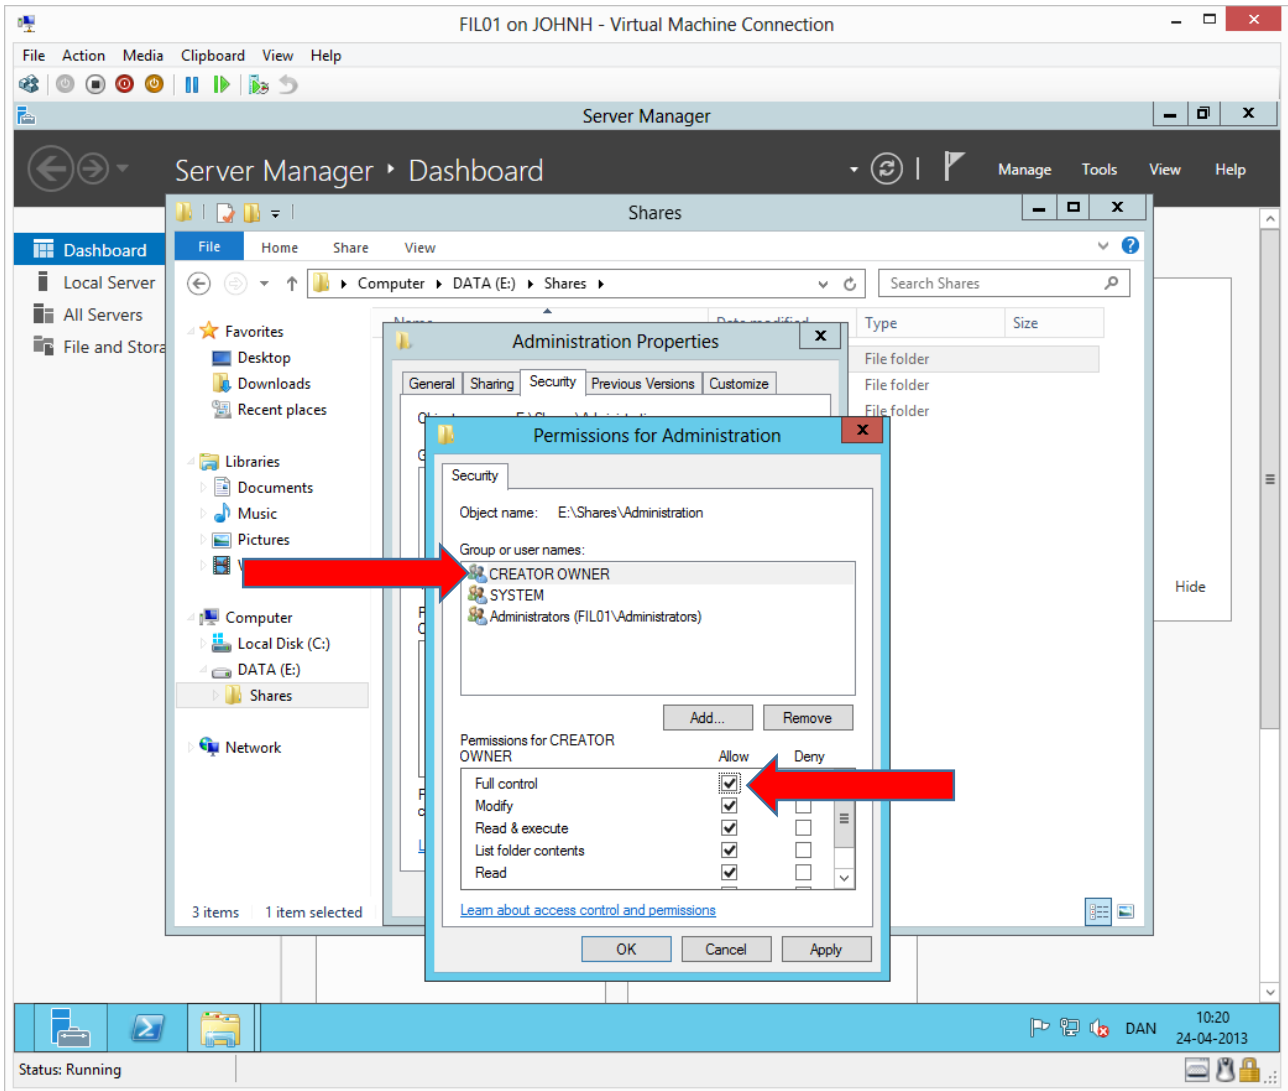 FIL01 on JOHNH - Virtual Machine Connection
File Action Media Clipboard View Help
Server Manager
Server Manager Dashboard
Manage Tools View Help
Shares
File Home Share View
Computer DATA (E:) Shares
Search Shares
Dashboard
Local Server
All Servers
File and Stora
Favorites
Desktop
Downloads
Recent places
Libraries
Documents
Music
Pictures
Computer
Local Disk (C:)
DATA (E:)
Shares
Network
Name Date modified Type Size
File folder
File folder
File folder
Administration Properties
General Sharing Security Previous Versions Customize
Permissions for Administration
Security
Object name: E:\Shares\Administration
Group or user names:
CREATOR OWNER
SYSTEM
Administrators (FIL01\Administrators)
Add... Remove
Permissions for CREATOR
OWNER Allow Deny
Full control
Modify
Read & execute
List folder contents
Read
Learn about access control and permissions
OK Cancel Apply
Hide
3 items 1 item selected
DAN
10:20
24-04-2013
Status: Running